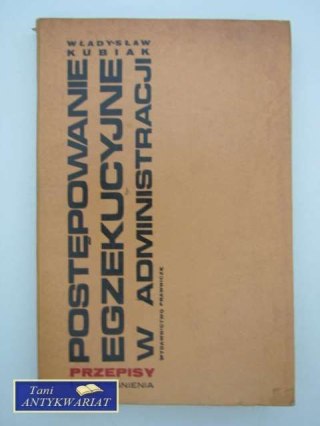 WŁADYSŁAW
KUBIAK
POSTĘPOWANIE
EGZEKUCYJNE
W ADMINISTRACJI
WYDAWNICTWO PRAWNICZE
PRZEPISY
Tani
ANTYKWARIAT